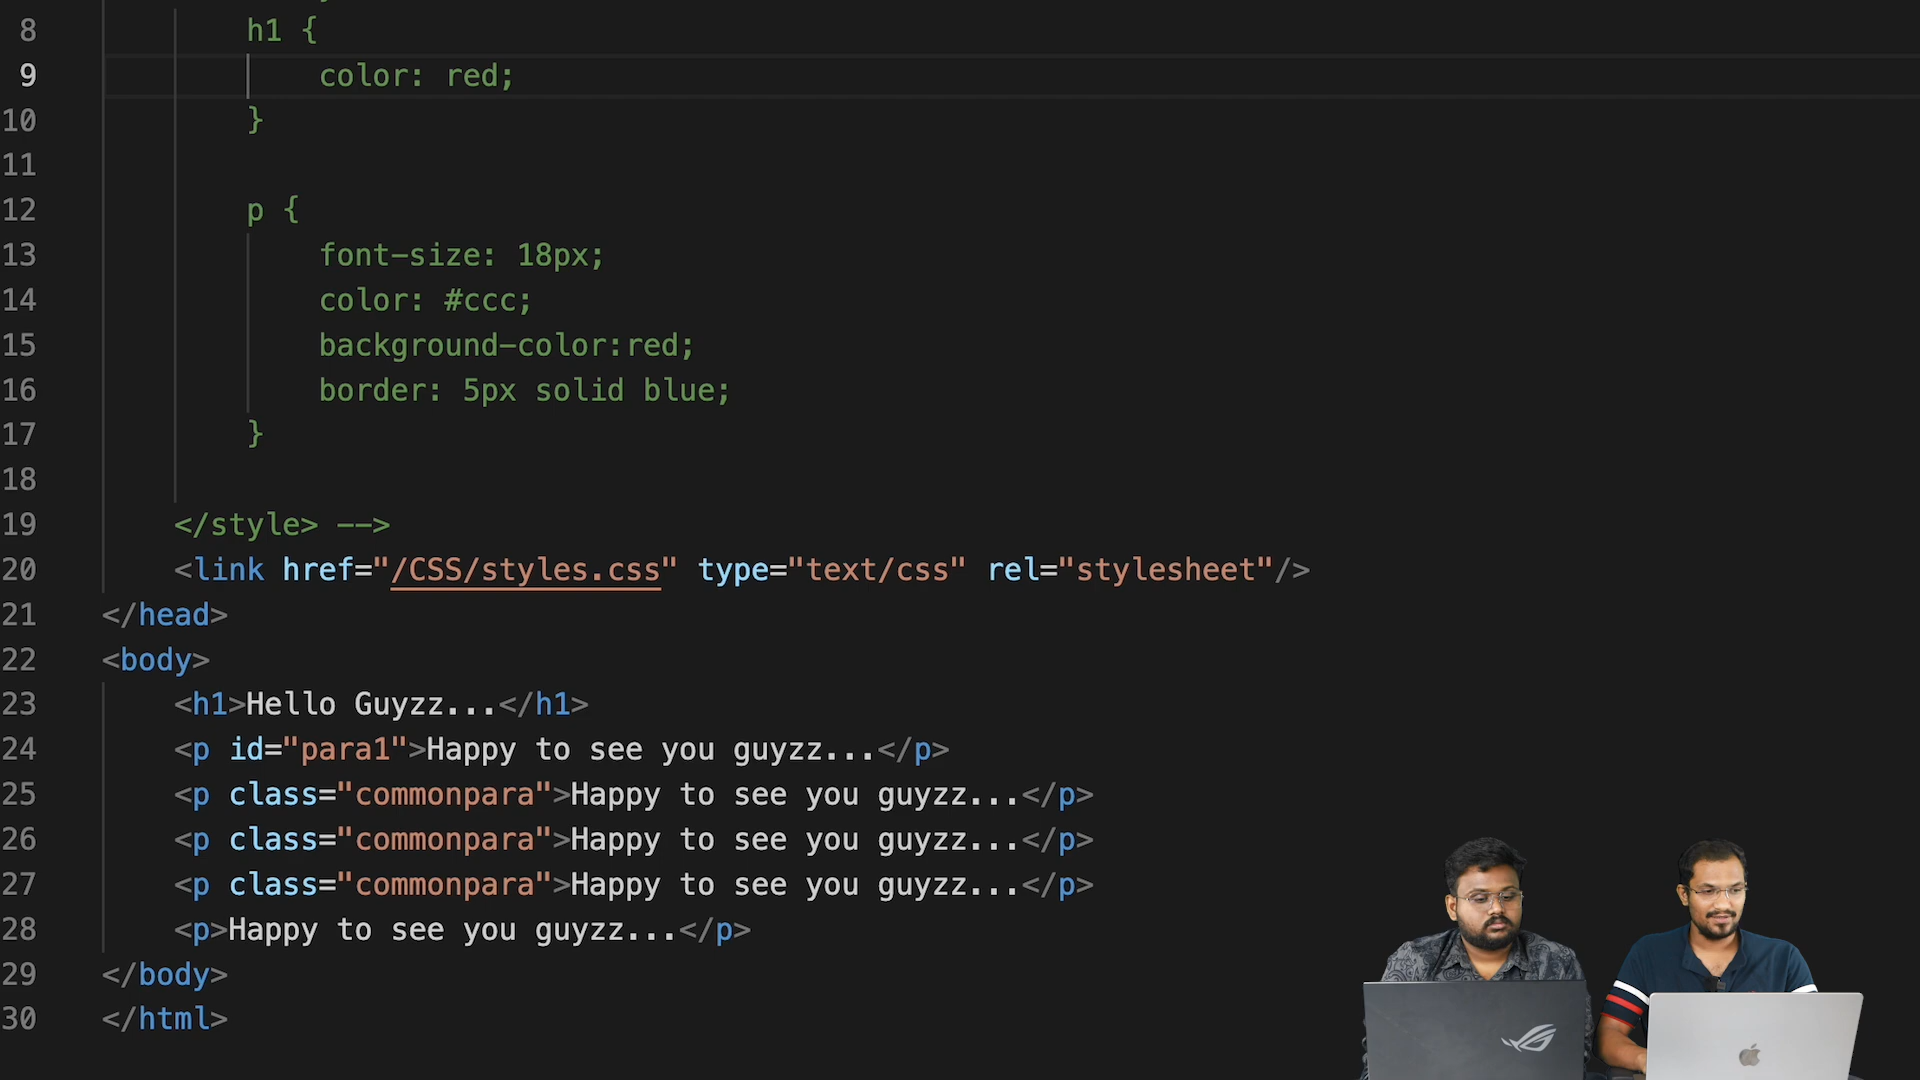 8 h1 {
9 color: red;
10 }
11
12 p {
13 font-size: 18px;
14 color: #ccc;
15 background-color:red;
16 border: 5px solid blue;
17 }
18
19 </style> -->
20 <link href="/CSS/styles.css" type="text/css" rel="stylesheet"/>
21 </head>
22 <body>
23 <h1>Hello Guyzz...</h1>
24 <p id="para1">Happy to see you guyzz...</p>
25 <p class="commonpara">Happy to see you guyzz...</p>
26 <p class="commonpara">Happy to see you guyzz...</p>
27 <p class="commonpara">Happy to see you guyzz...</p>
28 <p>Happy to see you guyzz...</p>
29 </body>
30 </html>